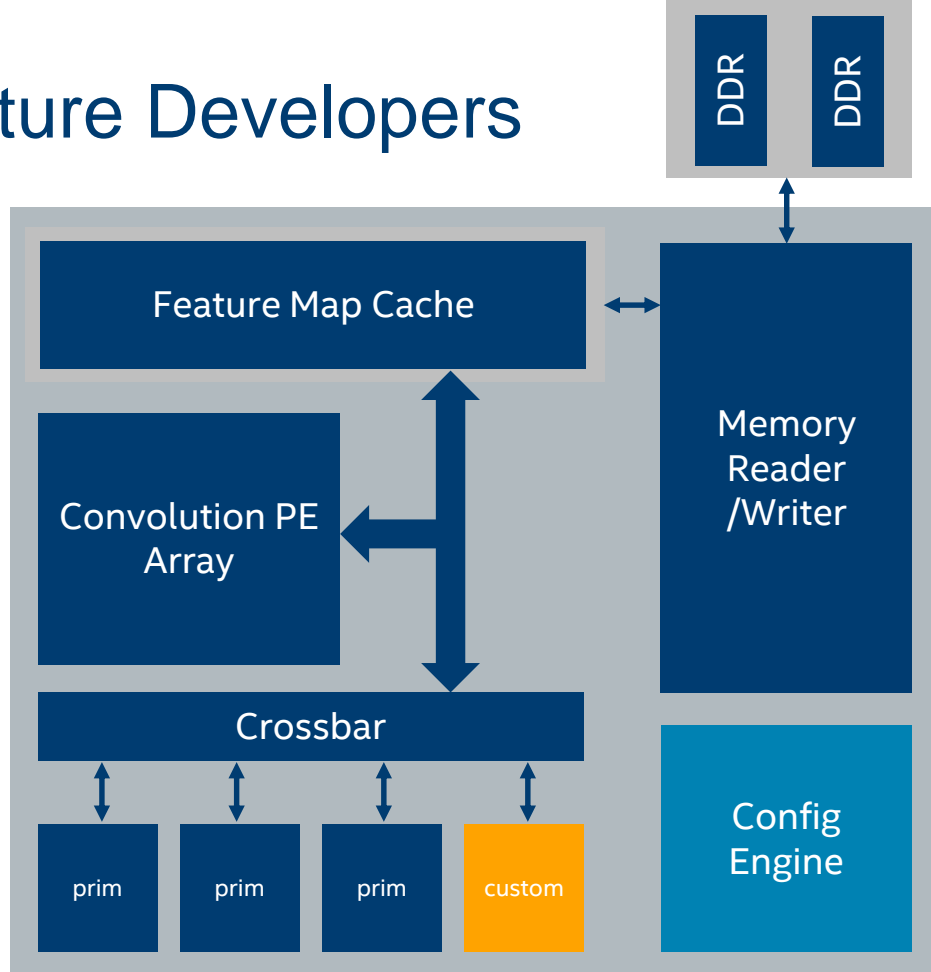 ture Developers
DDR
DDR
Feature Map Cache
Memory
Reader
/Writer
Convolution PE
Array
Crossbar
Config
Engine
prim
prim
prim
custom